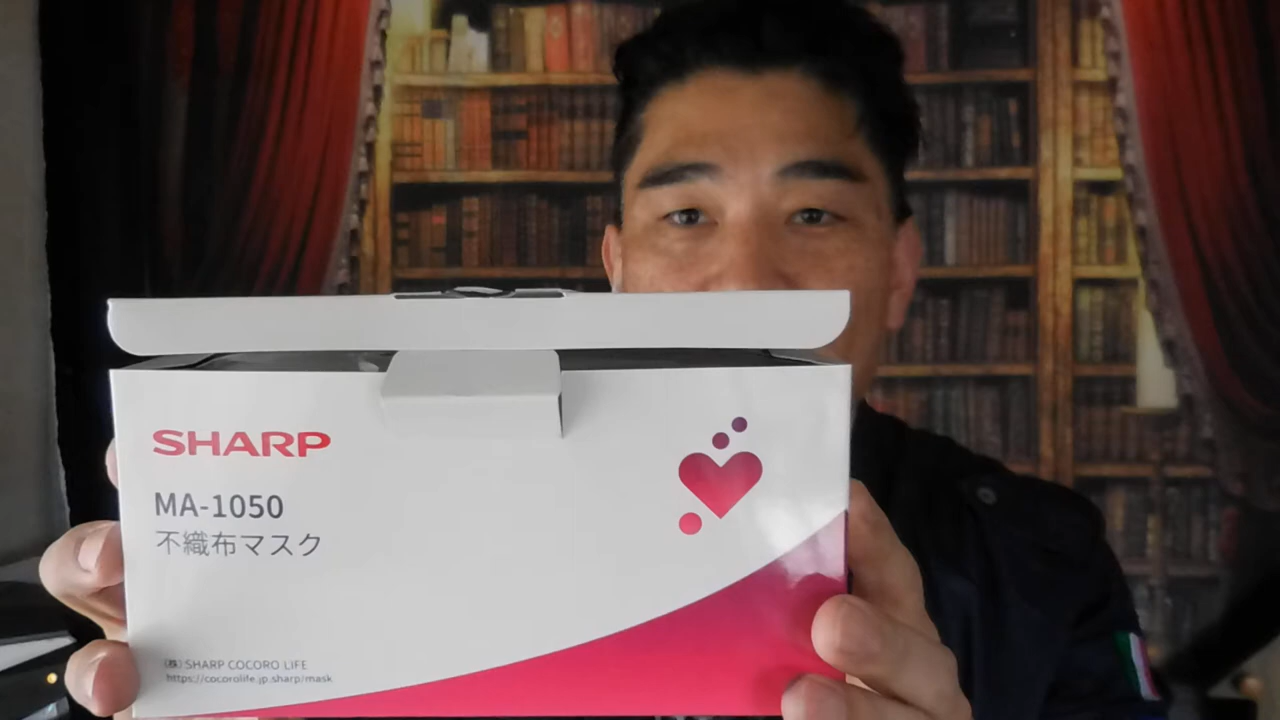 SHARP
MA-1050
不織布マスク
㈱ SHARP COCORO LIFE
https://cocorolife.jp.sharp/mask